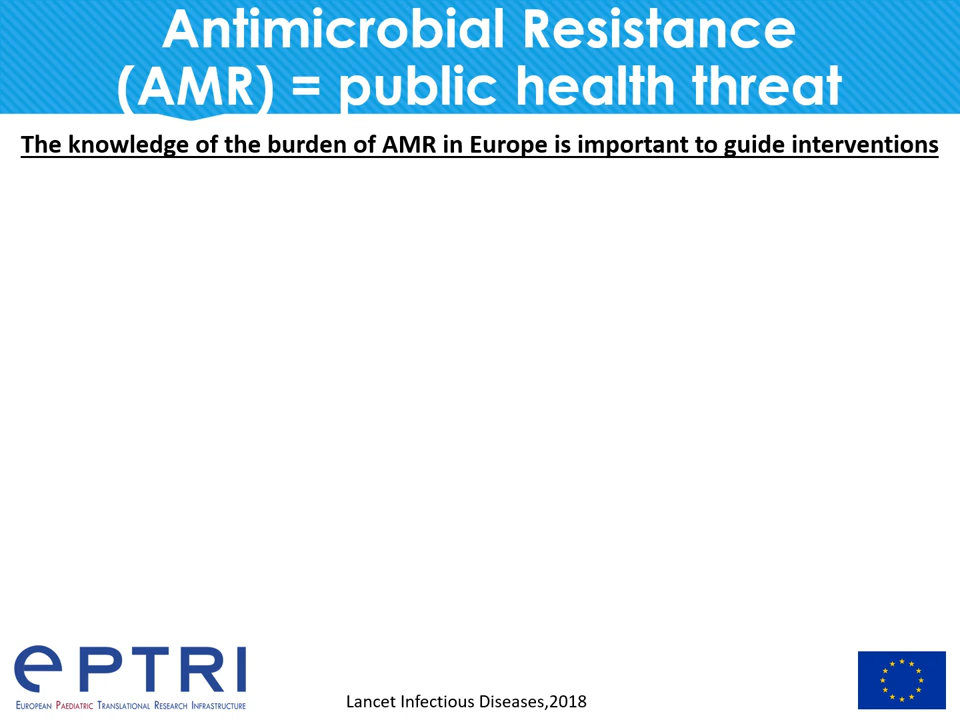 Antimicrobial Resistance
(AMR) = public health threat
The knowledge of the burden of AMR in Europe is important to guide interventions
ePTRI
European Paediatric Translational Research Infrastructure
Lancet Infectious Diseases,2018